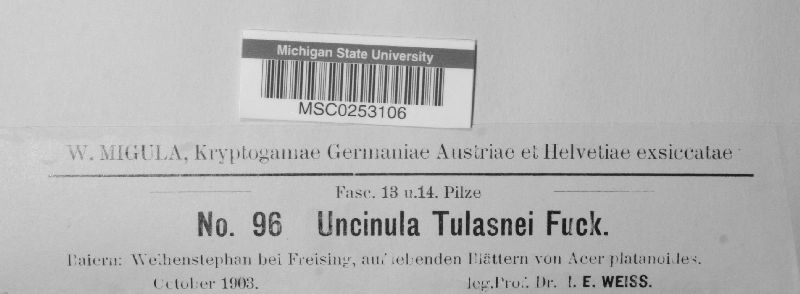 Michigan State University
MSC0253106
W. MIGULA, Kryptogamae Germaniae Austriae et Helvetiae exsiccatae
Fasc. 13 u.14. Pilze
No. 96 Uncinula Tulasnei Fuck.
Baiern: Weihenstephan bei Freising, auf lebenden Blättern von Acer platanoides.
October 1903. leg. Prof. Dr. I. E. WEISS.